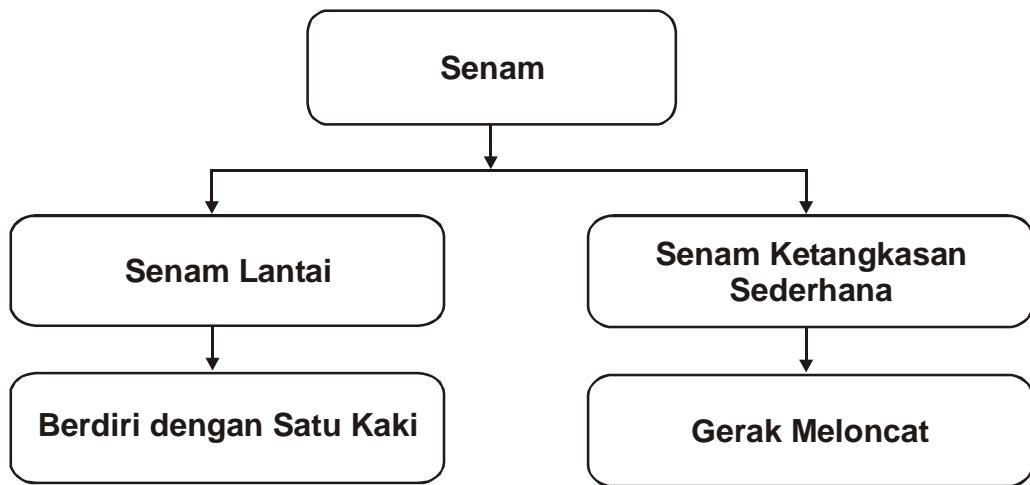 Senam
Senam Lantai
Senam Ketangkasan
Sederhana
Berdiri dengan Satu Kaki
Gerak Meloncat